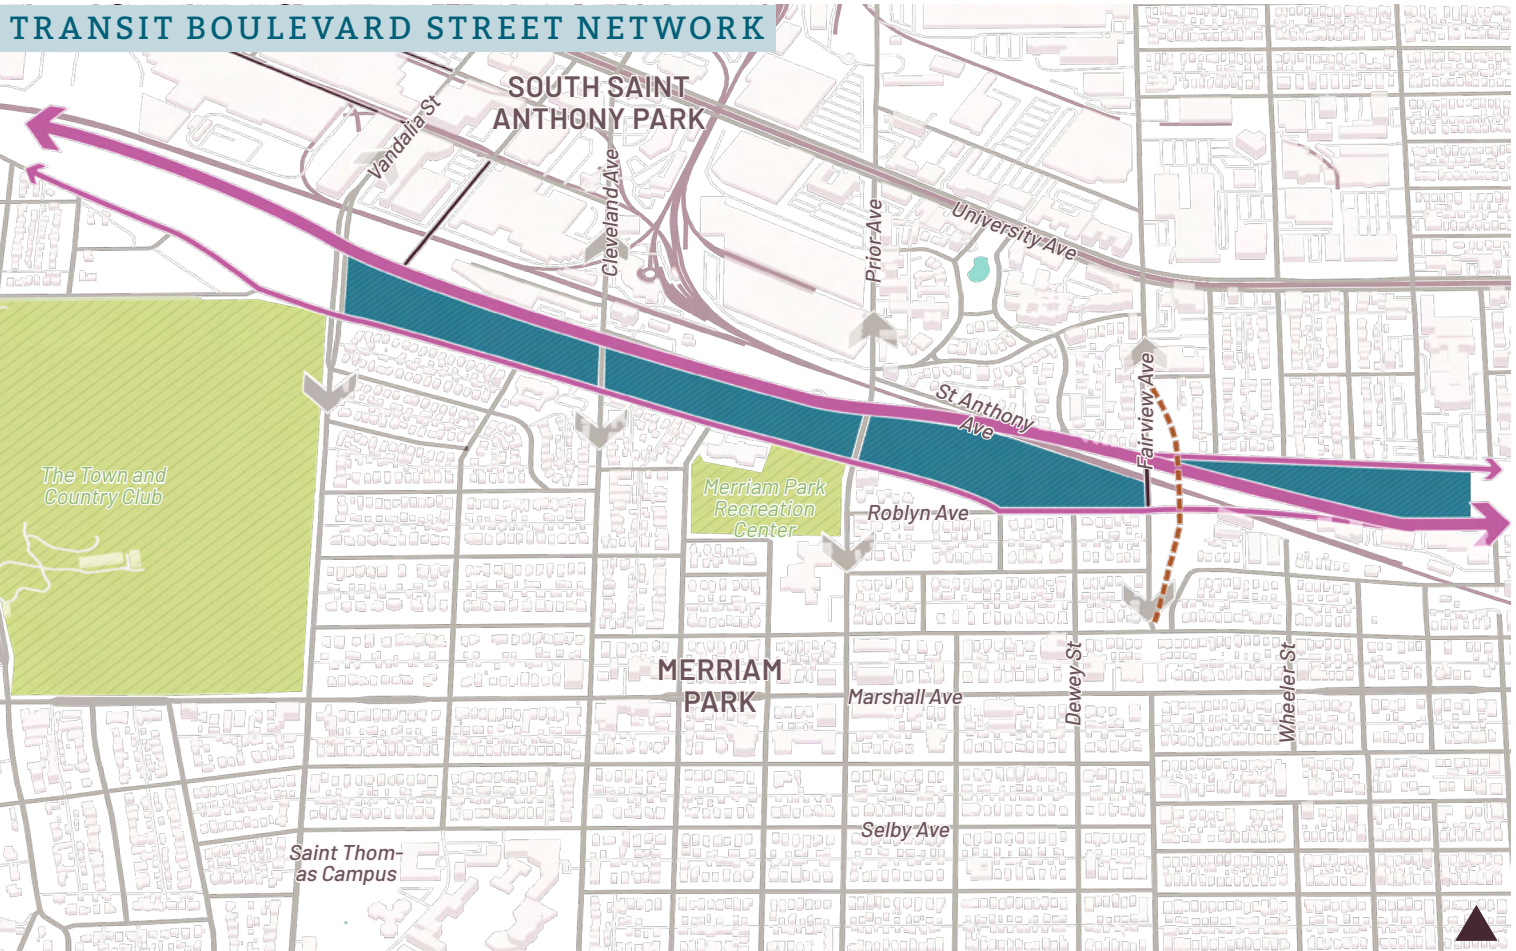 TRANSIT BOULEVARD STREET NETWORK
SOUTH SAINT
ANTHONY PARK
Vandalia St
Cleveland Ave
Prior Ave
University Ave
St Anthony
Ave
Fairview Ave
The Town and
Country Club
Merriam Park
Recreation
Center
Roblyn Ave
MERRIAM
PARK
Marshall Ave
Dewey St
Wheeler St
Selby Ave
Saint Thom-
as Campus